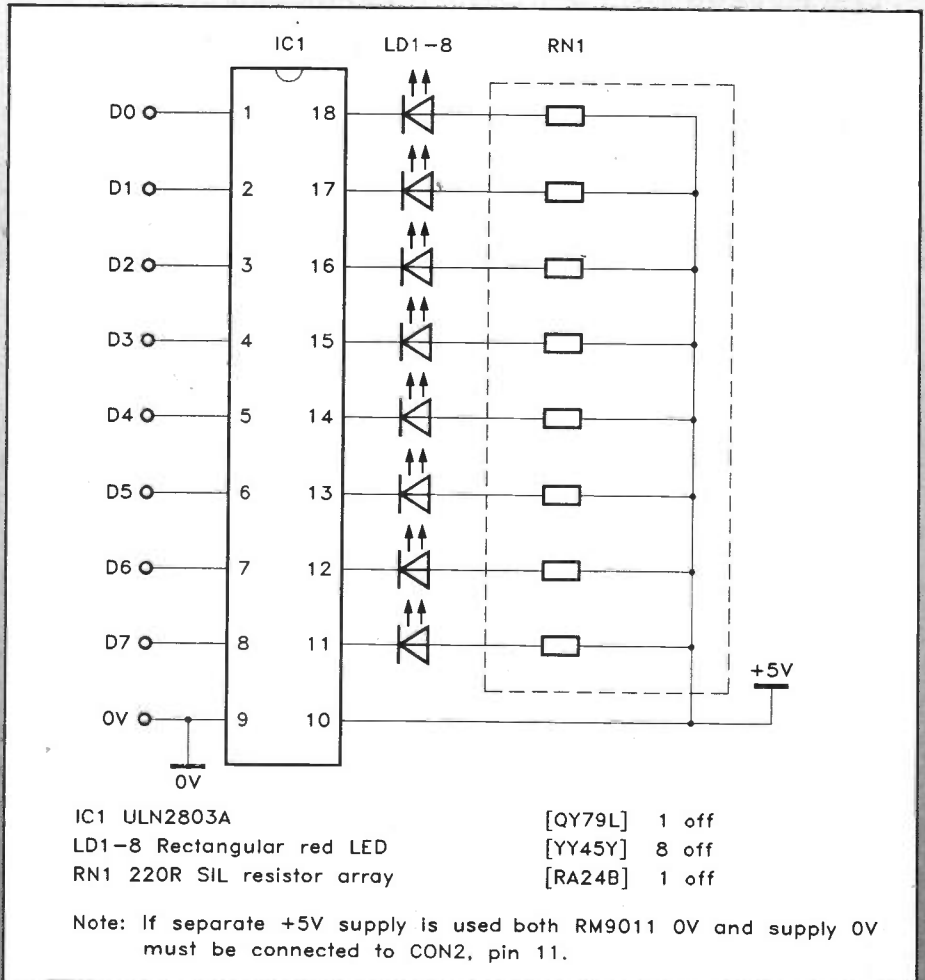 IC1 LD1-8 RN1
D0 1 18
D1 2 17
D2 3 16
D3 4 15
D4 5 14
D5 6 13
D6 7 12
D7 8 11
+5V
0V 9 10
0V
IC1 ULN2803A [QY79L] 1 off
LD1-8 Rectangular red LED [YY45Y] 8 off
RN1 220R SIL resistor array [RA24B] 1 off
Note: If separate +5V supply is used both RM9011 0V and supply 0V
must be connected to CON2, pin 11.